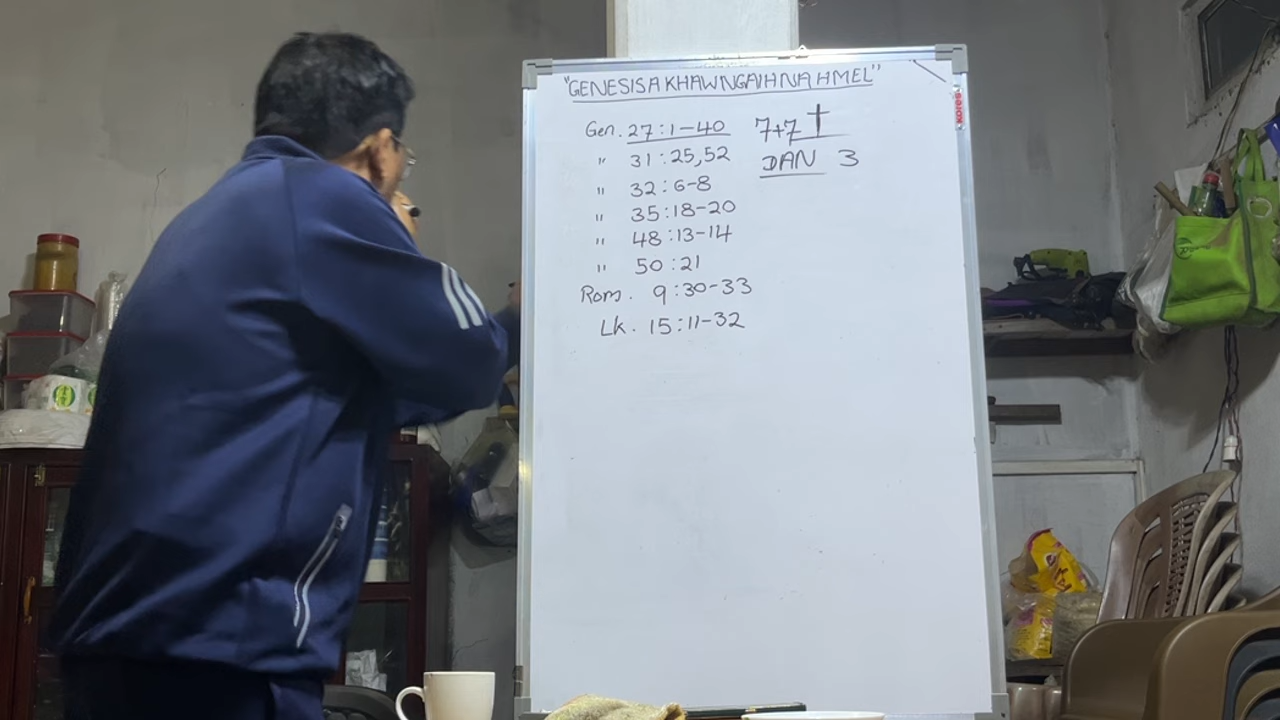 "GENESISA KHAWNGAIHNA HMEL"
Gen. 27:1-40 7+7 †
" 31:25,52 DAN 3
" 32:6-8
" 35:18-20
" 48:13-14
" 50:21
Rom. 9:30-33
Lk. 15:11-32
kores